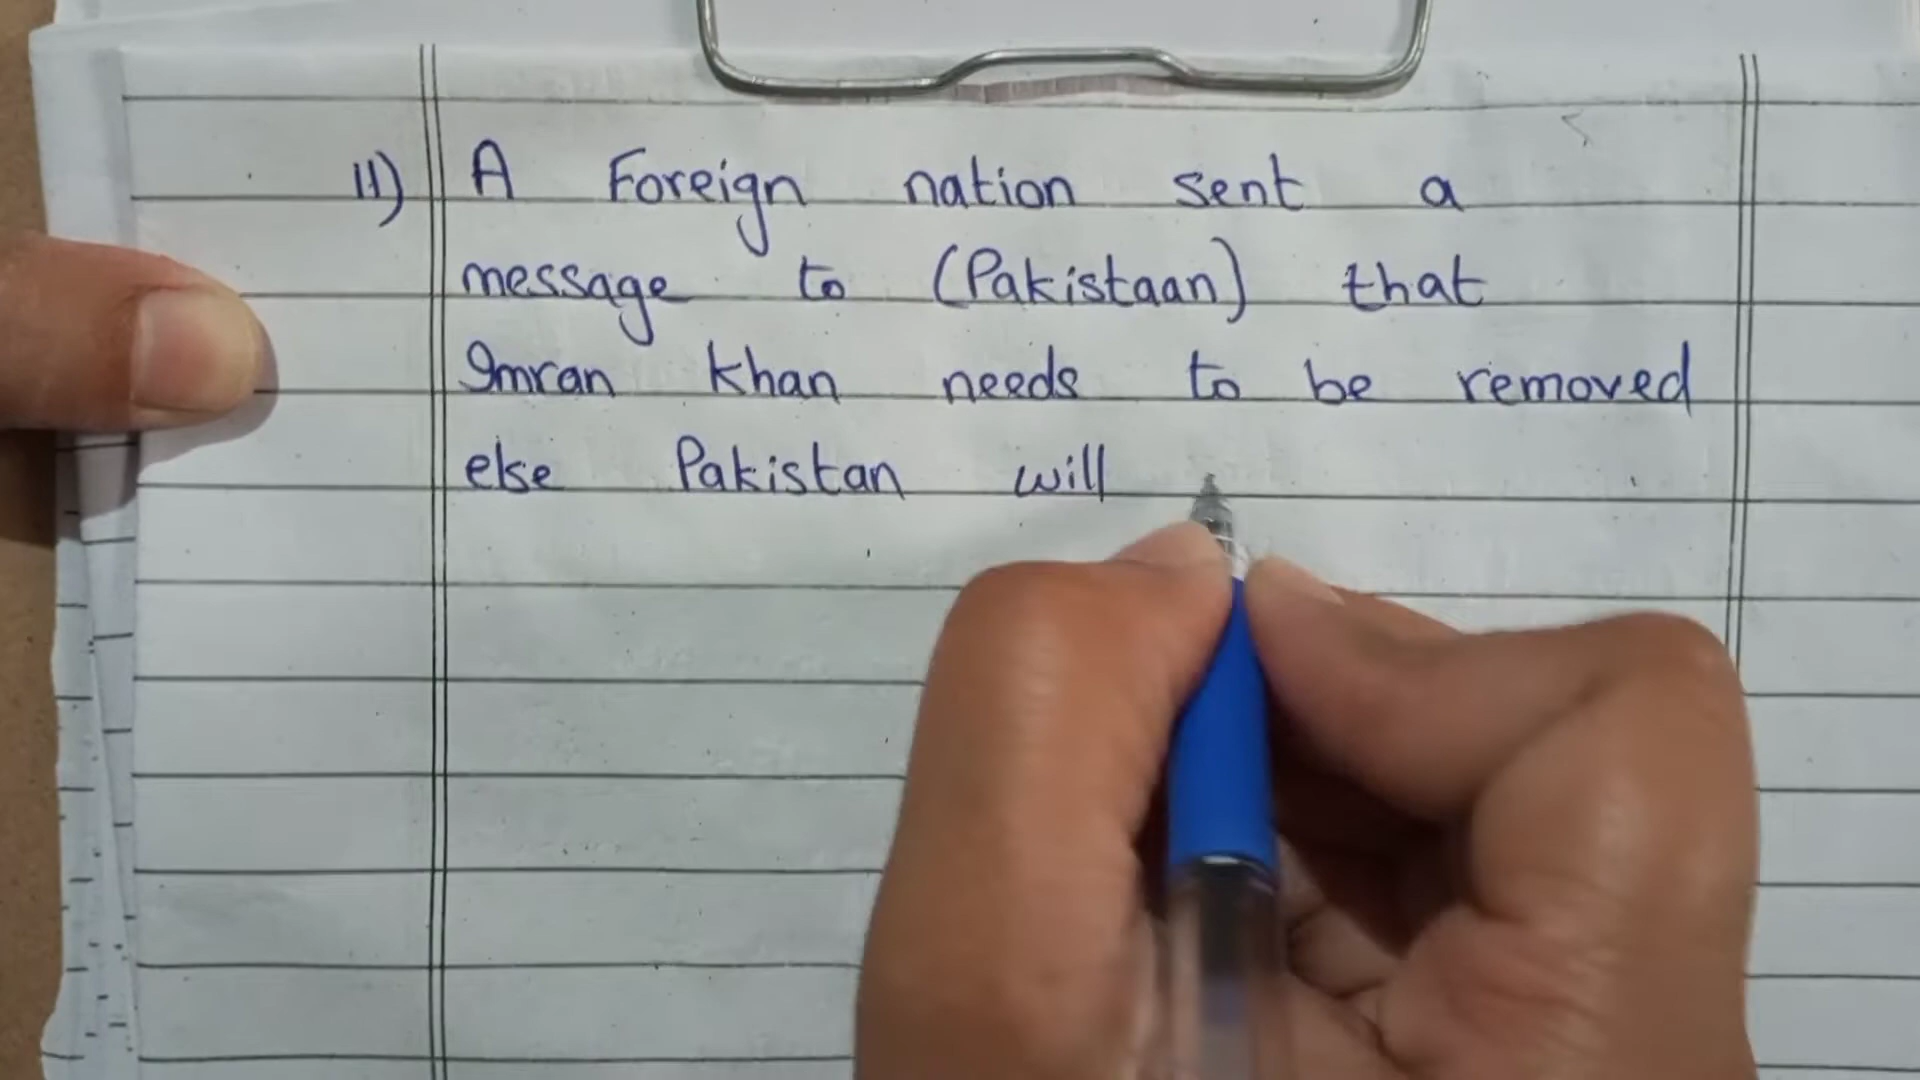 11) A Foreign nation sent a
message to (Pakistaan) that
Imran khan needs to be removed
else Pakistan will